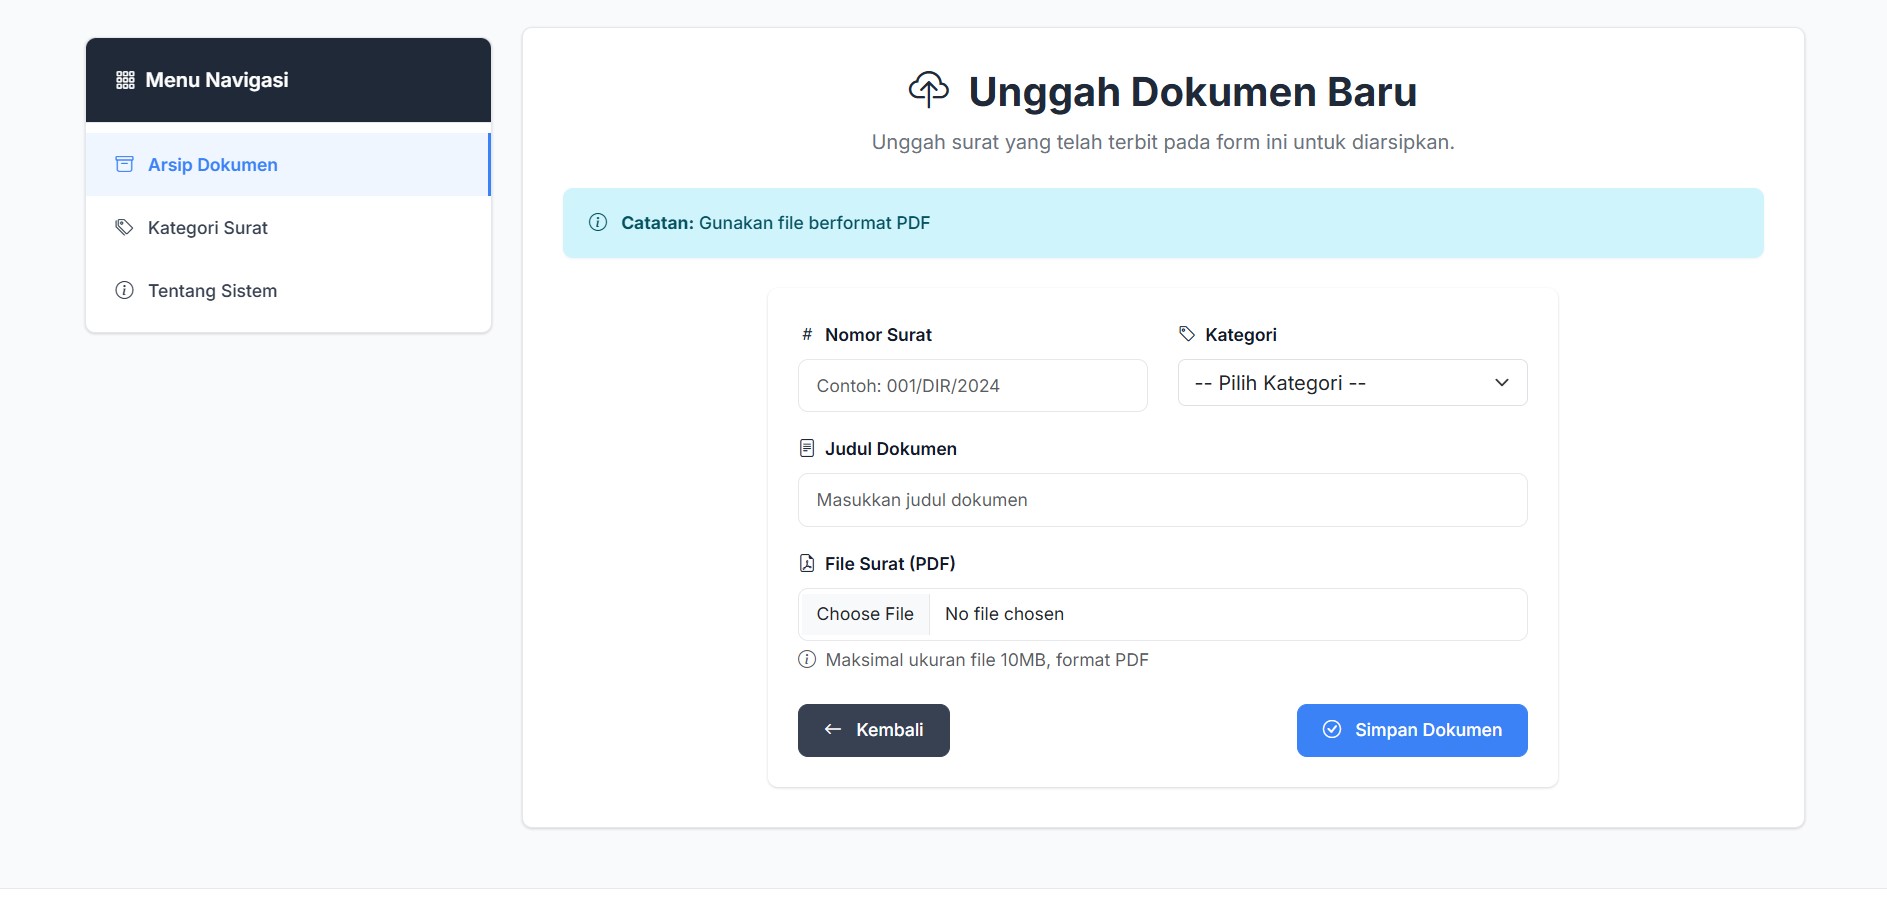 Menu Navigasi
Arsip Dokumen
Kategori Surat
Tentang Sistem
Unggah Dokumen Baru
Unggah surat yang telah terbit pada form ini untuk diarsipkan.
Catatan: Gunakan file berformat PDF
# Nomor Surat
Contoh: 001/DIR/2024
Kategori
-- Pilih Kategori --
Judul Dokumen
Masukkan judul dokumen
File Surat (PDF)
Choose File No file chosen
Maksimal ukuran file 10MB, format PDF
Kembali
Simpan Dokumen